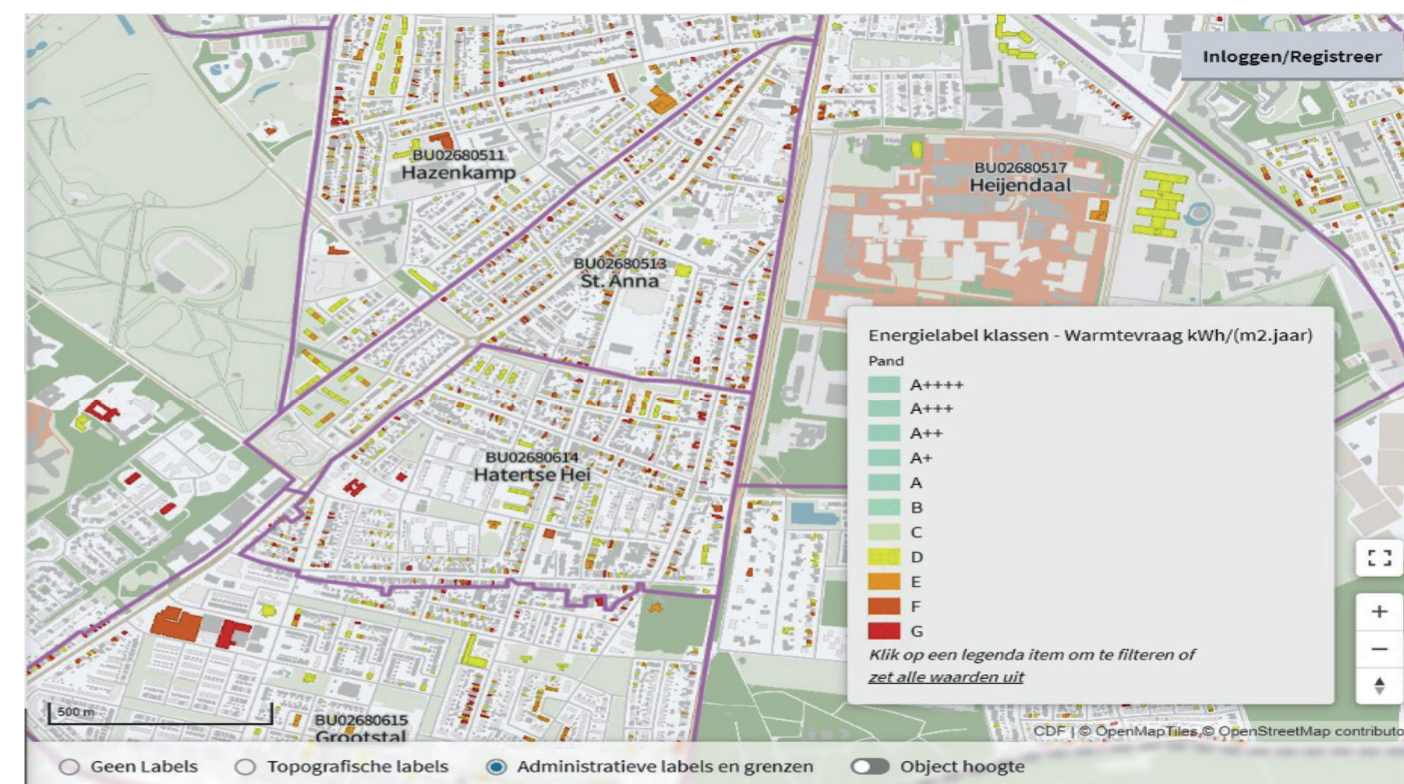 Inloggen/Registreer
BU02680511
Hazenkamp
BU02680517
Heijendaal
BU02680513
St. Anna
BU02680614
Hatertse Hei
BU02680615
Grootstal
Energielabel klassen - Warmtevraag kWh/(m2.jaar)
Pand
A++++
A+++
A++
A+
A
B
C
D
E
F
G
Klik op een legenda item om te filteren of
zet alle waarden uit
500 m
CDF | © OpenMapTiles © OpenStreetMap contributo
Geen Labels
Topografische labels
Administratieve labels en grenzen
Object hoogte